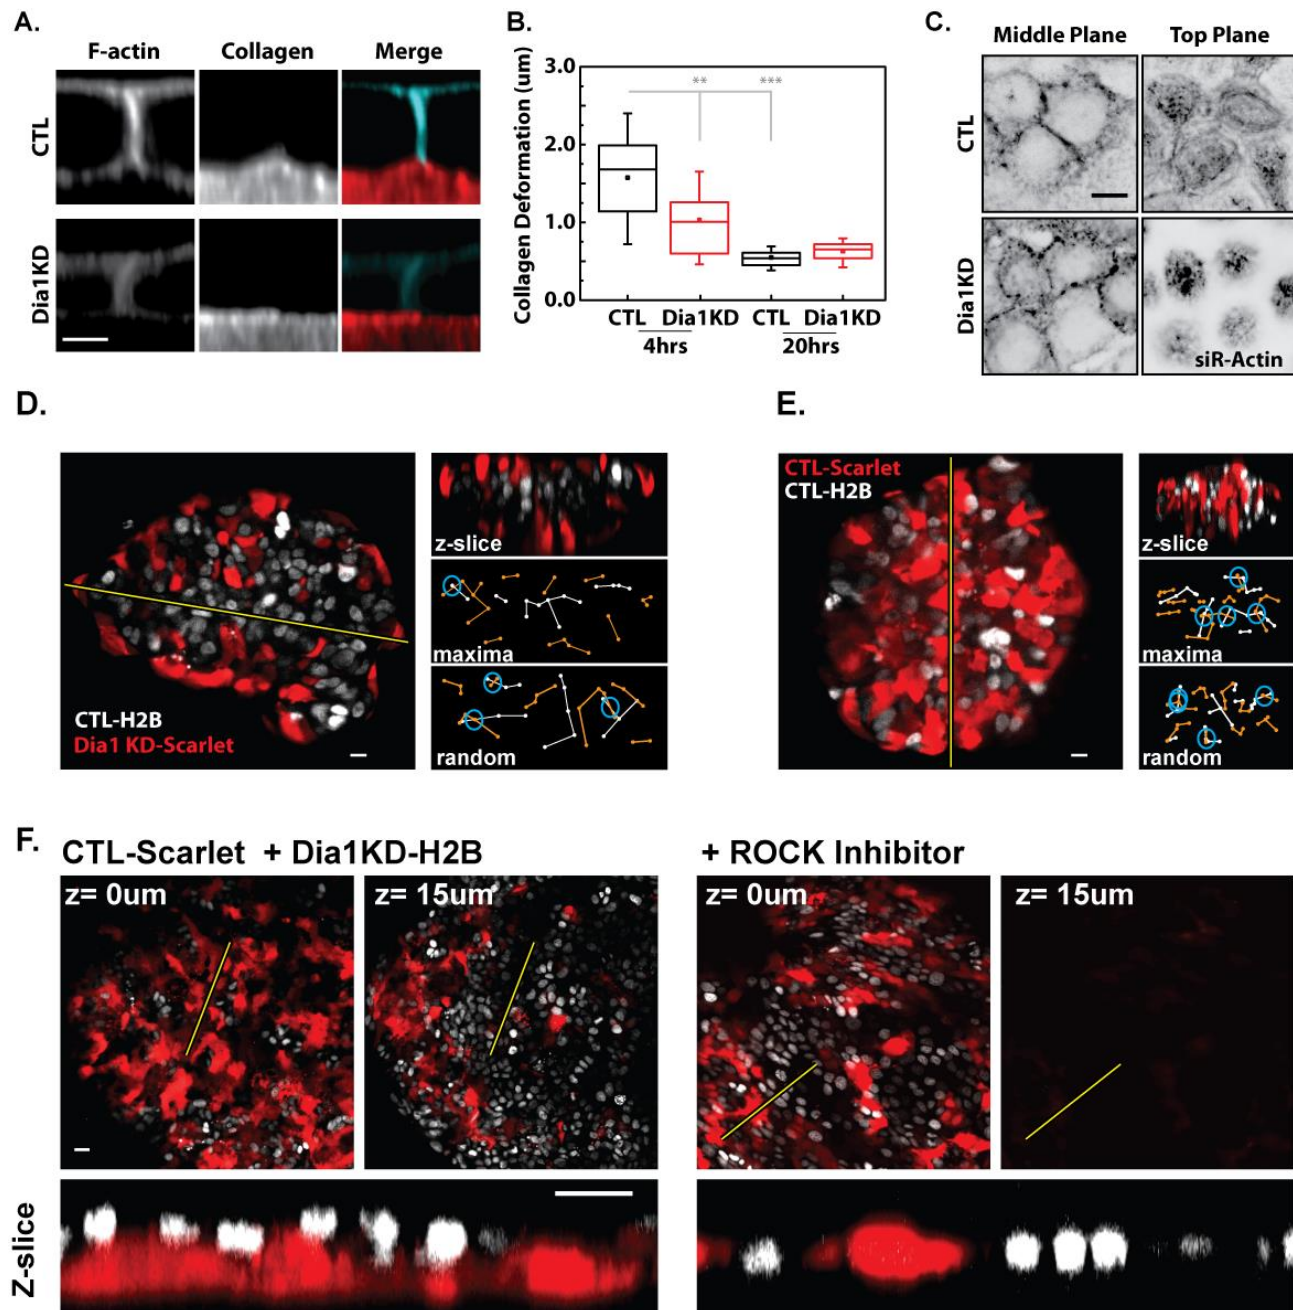 A.
F-actin Collagen Merge
CTL
Dia1KD
B.
Collagen Deformation (um)
3.0
2.0
1.0
0.0
** ***
CTL Dia1KD CTL Dia1KD
4hrs 20hrs
C.
Middle Plane Top Plane
CTL
Dia1KD
siR-Actin
D.
CTL-H2B
Dia1 KD-Scarlet
z-slice
maxima
random
E.
CTL-Scarlet
CTL-H2B
z-slice
maxima
random
F.
CTL-Scarlet + Dia1KD-H2B
+ ROCK Inhibitor
z= 0um z= 15um z= 0um z= 15um
Z-slice